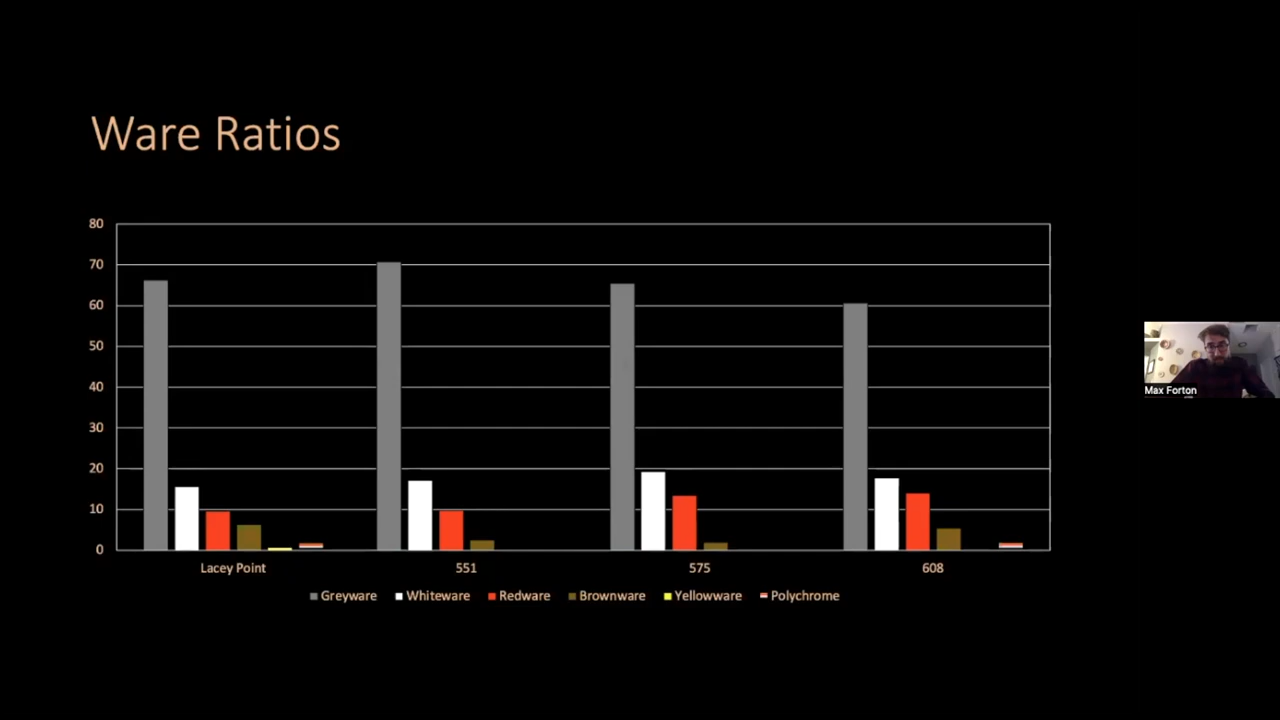 Ware Ratios
80
70
60
50
40
30
20
10
0
Lacey Point 551 575 608
Greyware Whiteware Redware Brownware Yellowware Polychrome
Max Forton